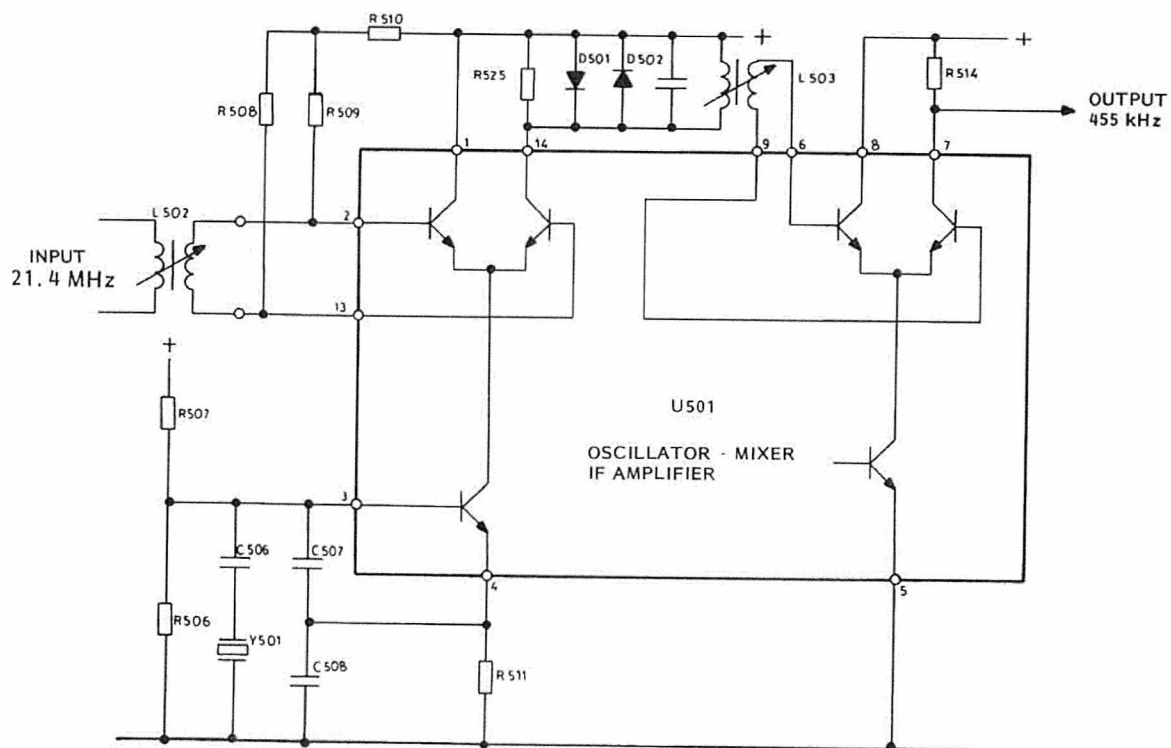 R510
+
+
R508
R509
R525
D501
D502
L503
R514
OUTPUT
455 kHz
1
14
9
6
8
7
L502
2
INPUT
21.4 MHz
13
+
R507
U501
OSCILLATOR - MIXER
IF AMPLIFIER
3
C506
C507
4
5
R506
Y501
C508
R511